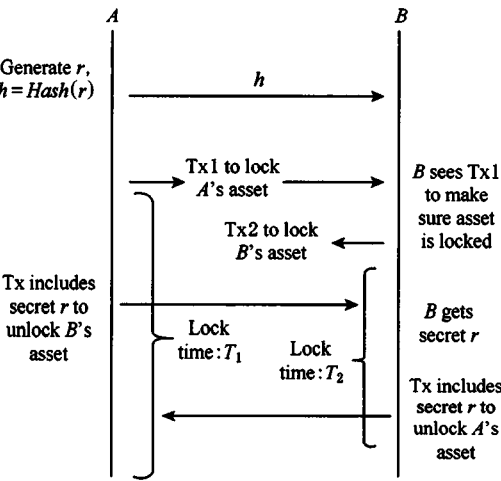 A
B
Generate r,
h = Hash(r)
h
Tx1 to lock
A's asset
B sees Tx1
to make
sure asset
is locked
Tx2 to lock
B's asset
Tx includes
secret r to
unlock B's
asset
Lock
time: T1
Lock
time: T2
B gets
secret r
Tx includes
secret r to
unlock A's
asset